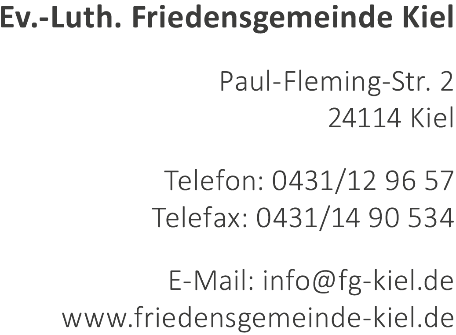 Ev.-Luth. Friedensgemeinde Kiel
Paul-Fleming-Str. 2
24114 Kiel
Telefon: 0431/12 96 57
Telefax: 0431/14 90 534
E-Mail: info@fg-kiel.de
www.friedensgemeinde-kiel.de